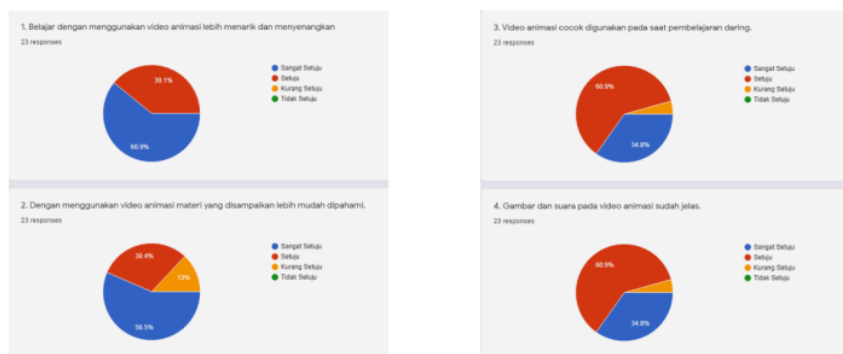 1. Belajar dengan menggunakan video animasi lebih menarik dan menyenangkan
23 responses
39.1%
60.9%
Sangat Setuju
Setuju
Kurang Setuju
Tidak Setuju
2. Dengan menggunakan video animasi materi yang disampaikan lebih mudah dipahami.
23 responses
30.4%
13%
56.5%
Sangat Setuju
Setuju
Kurang Setuju
Tidak Setuju
3. Video animasi cocok digunakan pada saat pembelajaran daring.
23 responses
60.9%
34.8%
Sangat Setuju
Setuju
Kurang Setuju
Tidak Setuju
4. Gambar dan suara pada video animasi sudah jelas.
23 responses
60.9%
34.8%
Sangat Setuju
Setuju
Kurang Setuju
Tidak Setuju